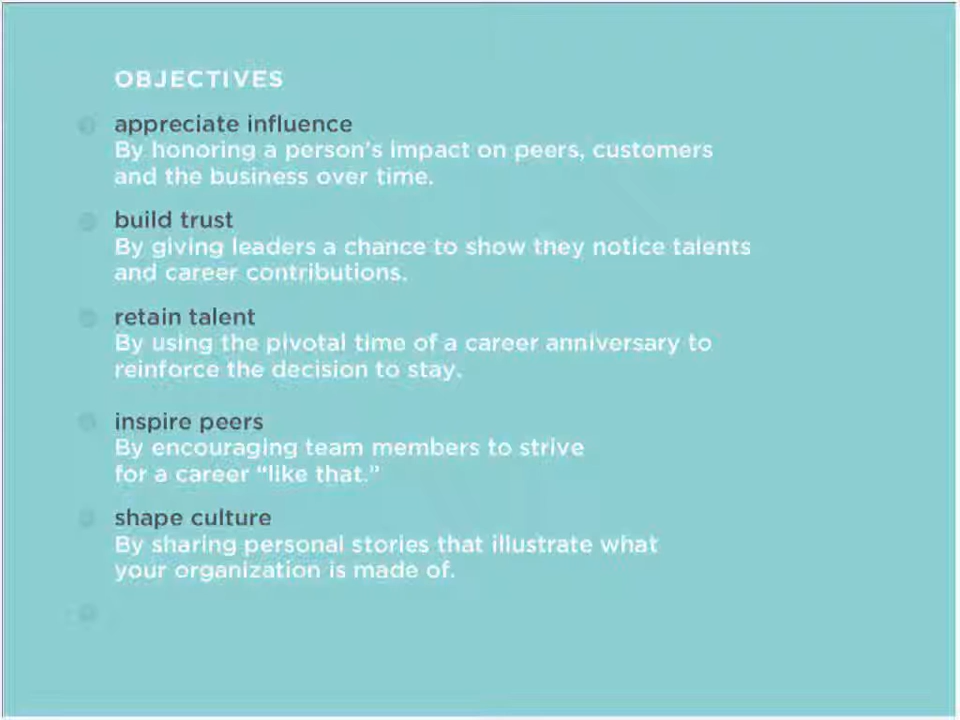 OBJECTIVES
appreciate influence
By honoring a person’s impact on peers, customers
and the business over time.
build trust
By giving leaders a chance to show they notice talents
and career contributions.
retain talent
By using the pivotal time of a career anniversary to
reinforce the decision to stay.
inspire peers
By encouraging team members to strive
for a career “like that.”
shape culture
By sharing personal stories that illustrate what
your organization is made of.